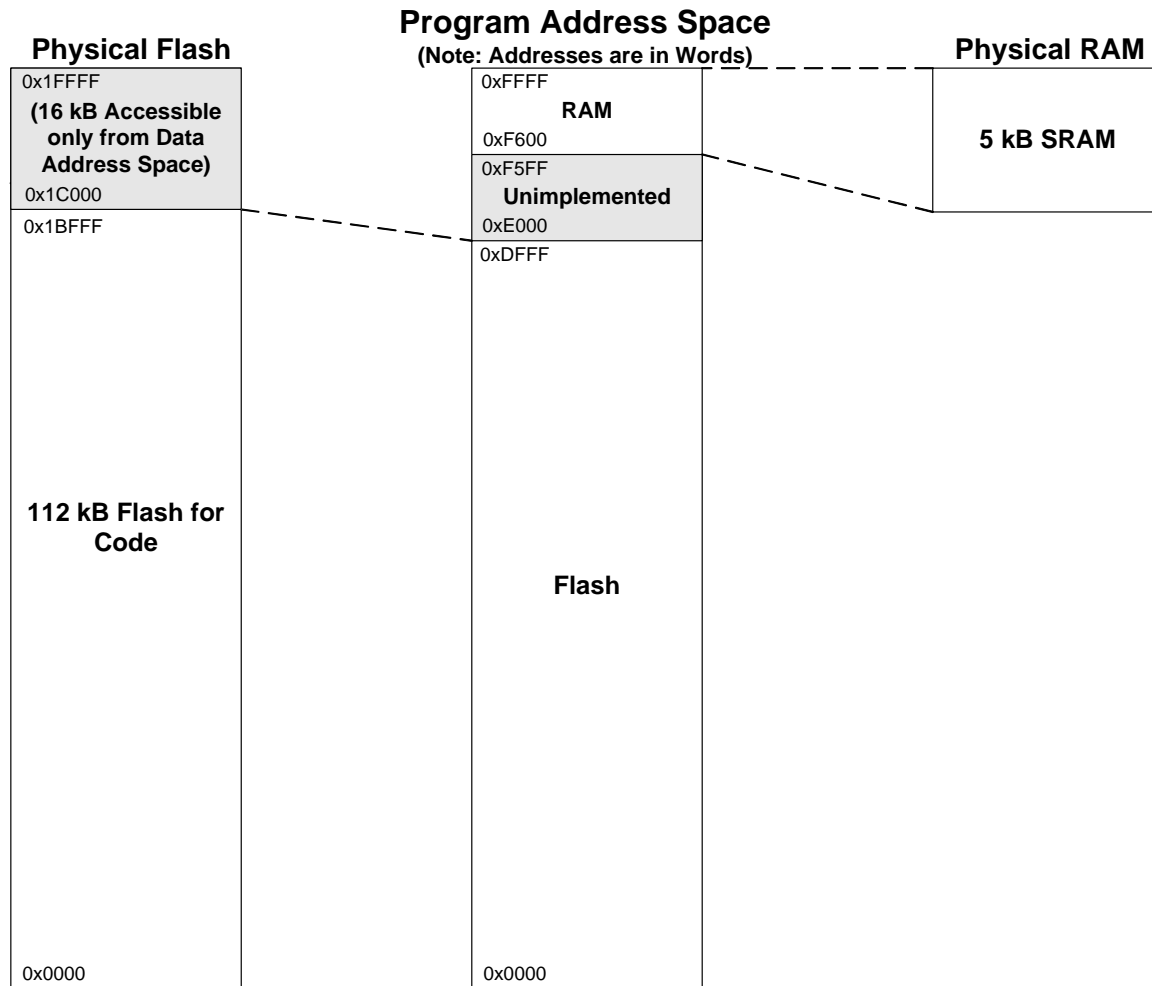 Program Address Space
(Note: Addresses are in Words)
Physical Flash
0x1FFFF
(16 kB Accessible
only from Data
Address Space)
0x1C000
0x1BFFF
112 kB Flash for
Code
0x0000
0xFFFF
RAM
0xF600
0xF5FF
Unimplemented
0xE000
0xDFFF
Flash
0x0000
Physical RAM
5 kB SRAM